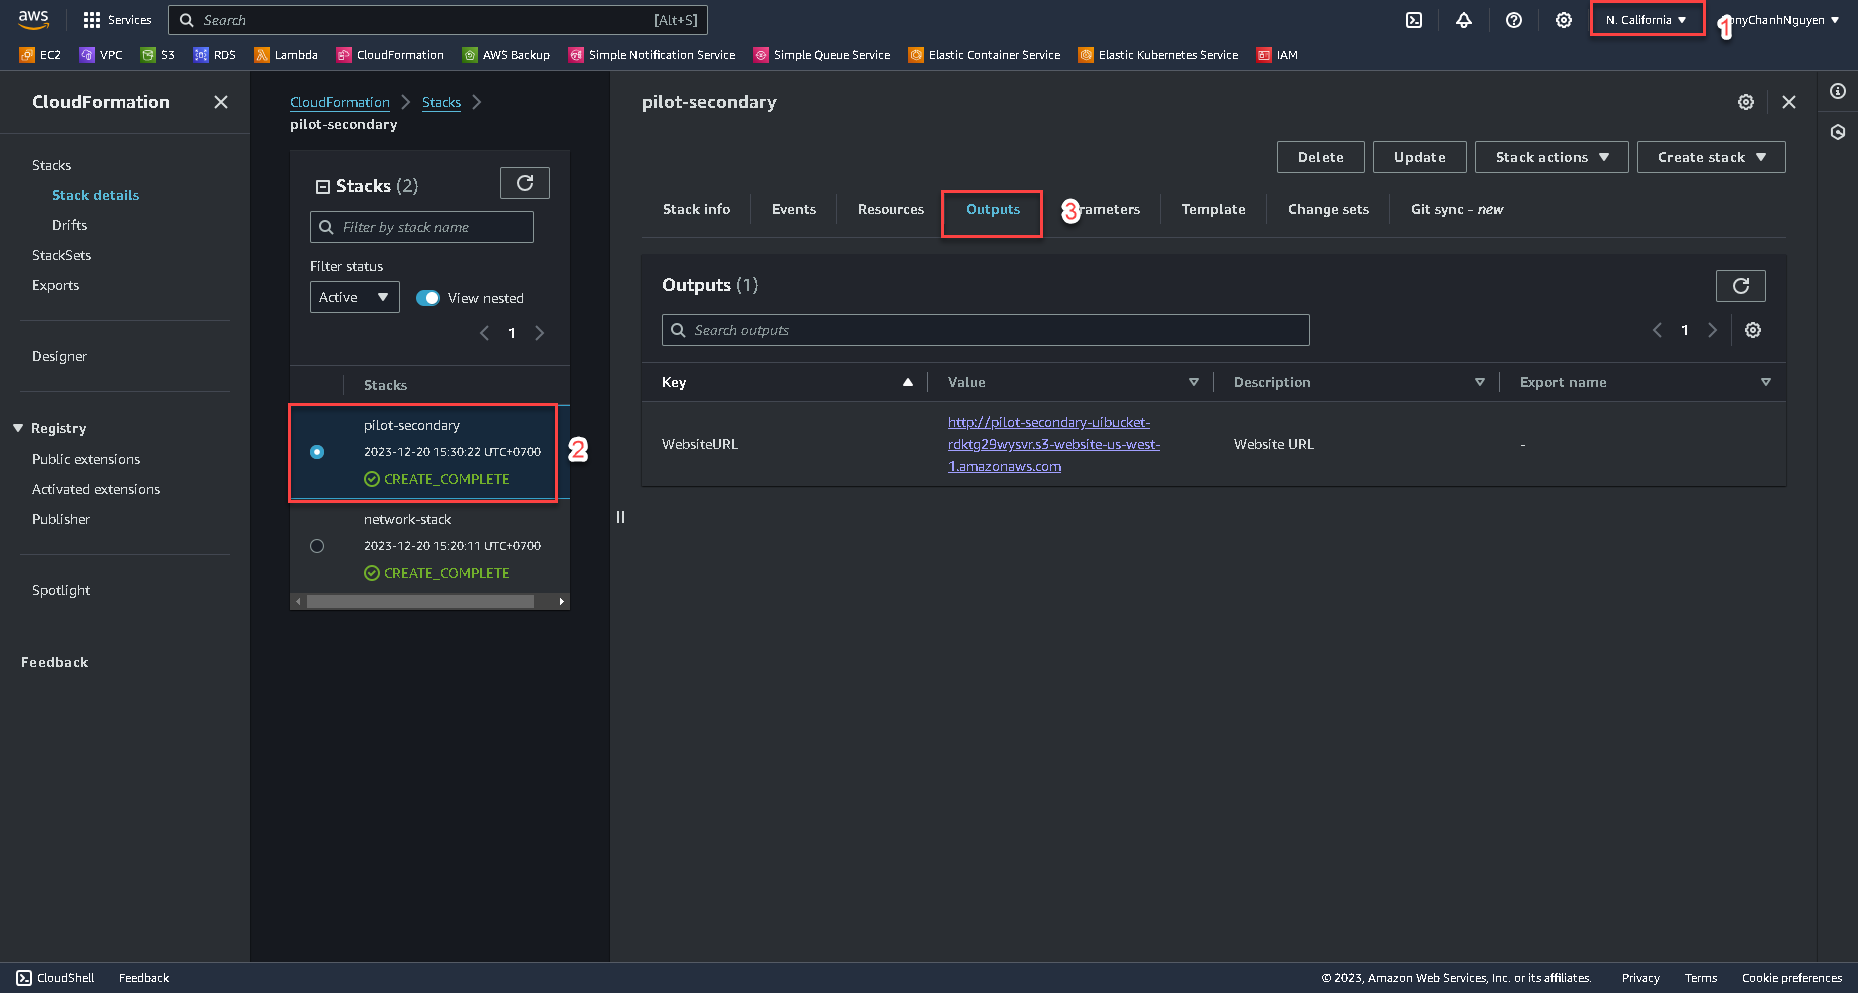 aws
Services
Search
[Alt+S]
N. California
1
onyChanhNguyen
EC2
VPC
S3
RDS
Lambda
CloudFormation
AWS Backup
Simple Notification Service
Simple Queue Service
Elastic Container Service
Elastic Kubernetes Service
IAM
CloudFormation
Stacks
Stack details
Drifts
StackSets
Exports
Designer
Registry
Public extensions
Activated extensions
Publisher
Spotlight
Feedback
CloudFormation
Stacks
pilot-secondary
Stacks (2)
Filter by stack name
Filter status
Active
View nested
1
Stacks
pilot-secondary
2023-12-20 15:30:22 UTC+0700
CREATE_COMPLETE
2
network-stack
2023-12-20 15:20:11 UTC+0700
CREATE_COMPLETE
pilot-secondary
Delete
Update
Stack actions
Create stack
Stack info
Events
Resources
Outputs
3
rameters
Template
Change sets
Git sync - new
Outputs (1)
Search outputs
1
Key
Value
Description
Export name
WebsiteURL
http://pilot-secondary-uibucket-
rdktg29wysvr.s3-website-us-west-
1.amazonaws.com
Website URL
-
CloudShell
Feedback
© 2023, Amazon Web Services, Inc. or its affiliates.
Privacy
Terms
Cookie preferences